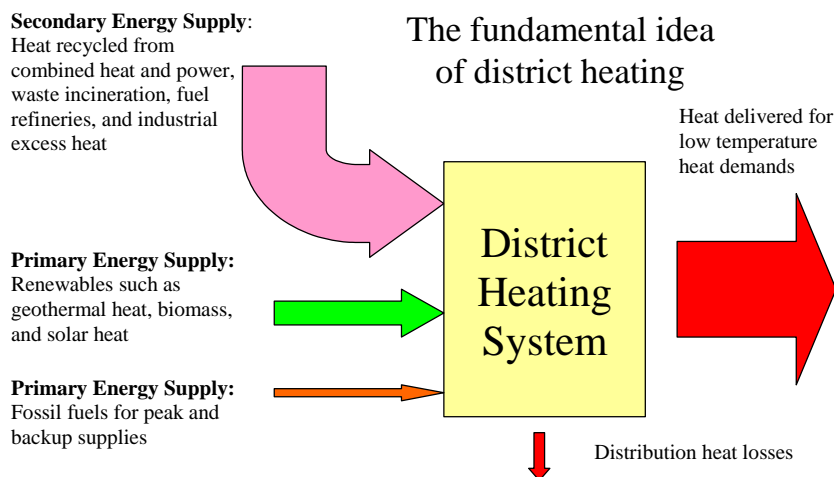 Secondary Energy Supply:
Heat recycled from
combined heat and power,
waste incineration, fuel
refineries, and industrial
excess heat
The fundamental idea
of district heating
Heat delivered for
low temperature
heat demands
District
Heating
System
Primary Energy Supply:
Renewables such as
geothermal heat, biomass,
and solar heat
Primary Energy Supply:
Fossil fuels for peak and
backup supplies
Distribution heat losses